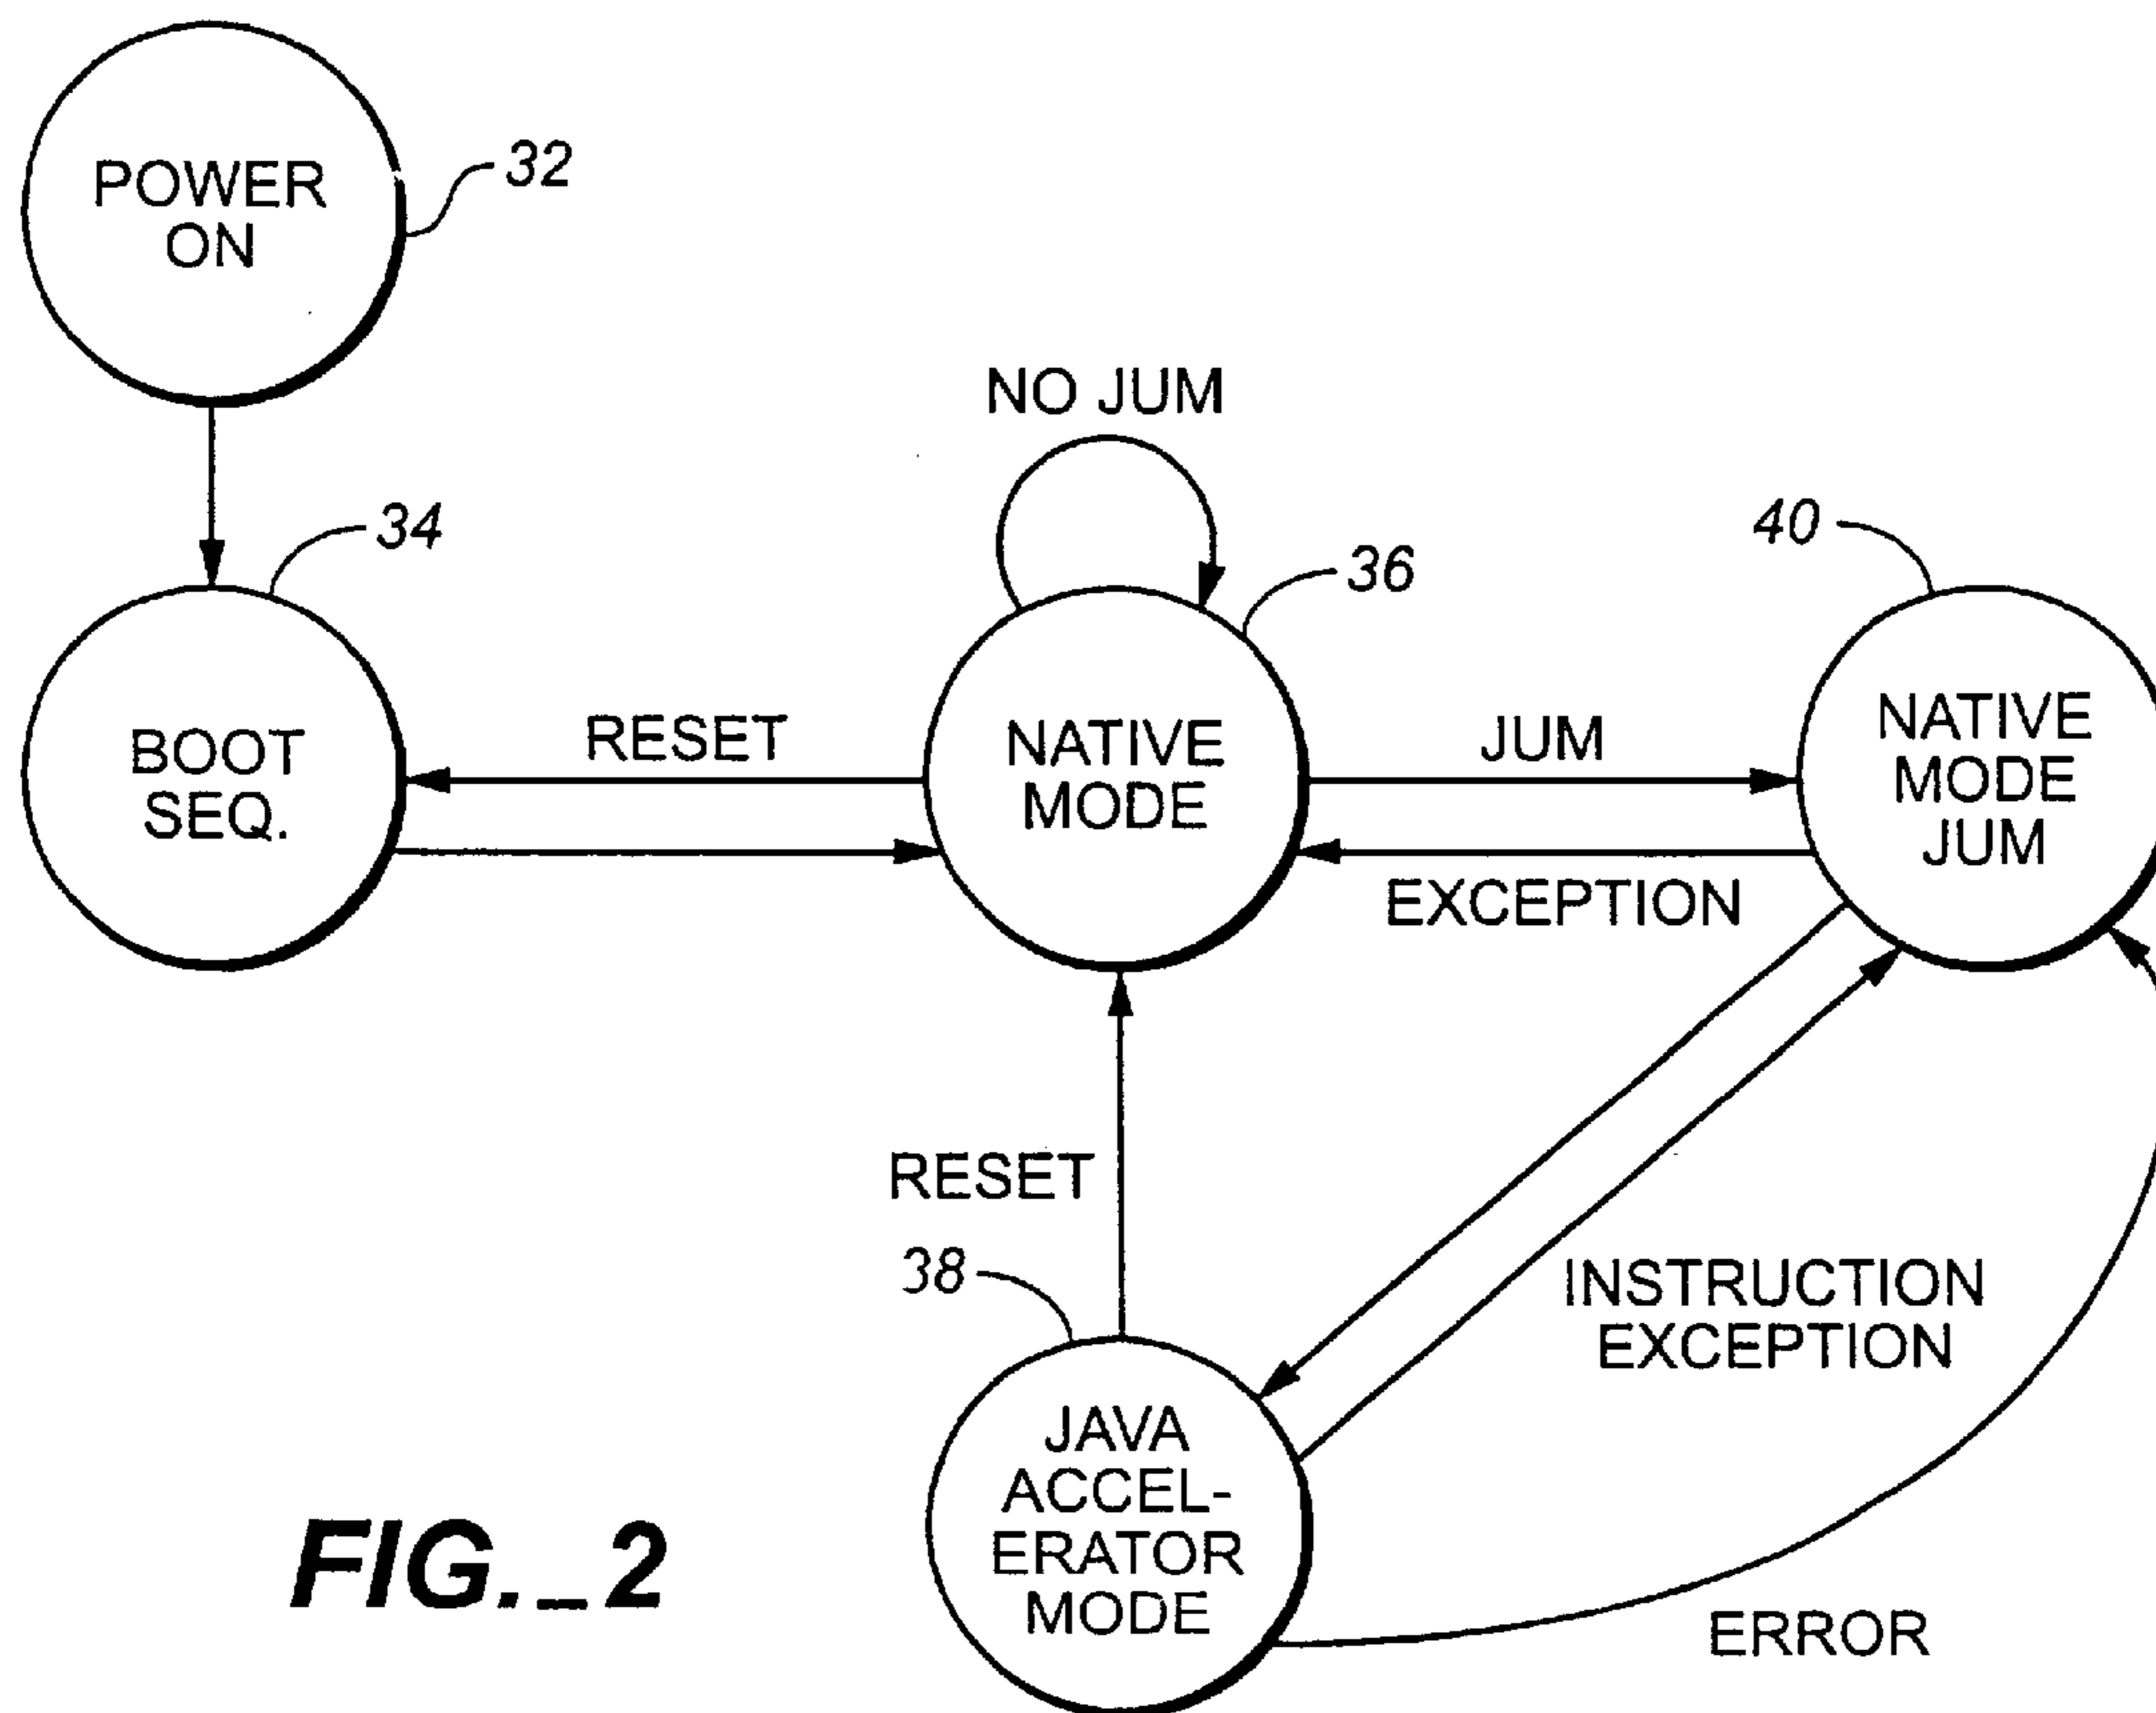 POWER
ON
32
NO JUM
34
36
40
BOOT
SEQ.
RESET
NATIVE
MODE
JUM
EXCEPTION
NATIVE
MODE
JUM
RESET
38
INSTRUCTION
EXCEPTION
JAVA
ACCEL-
ERATOR
MODE
ERROR
FIG._2